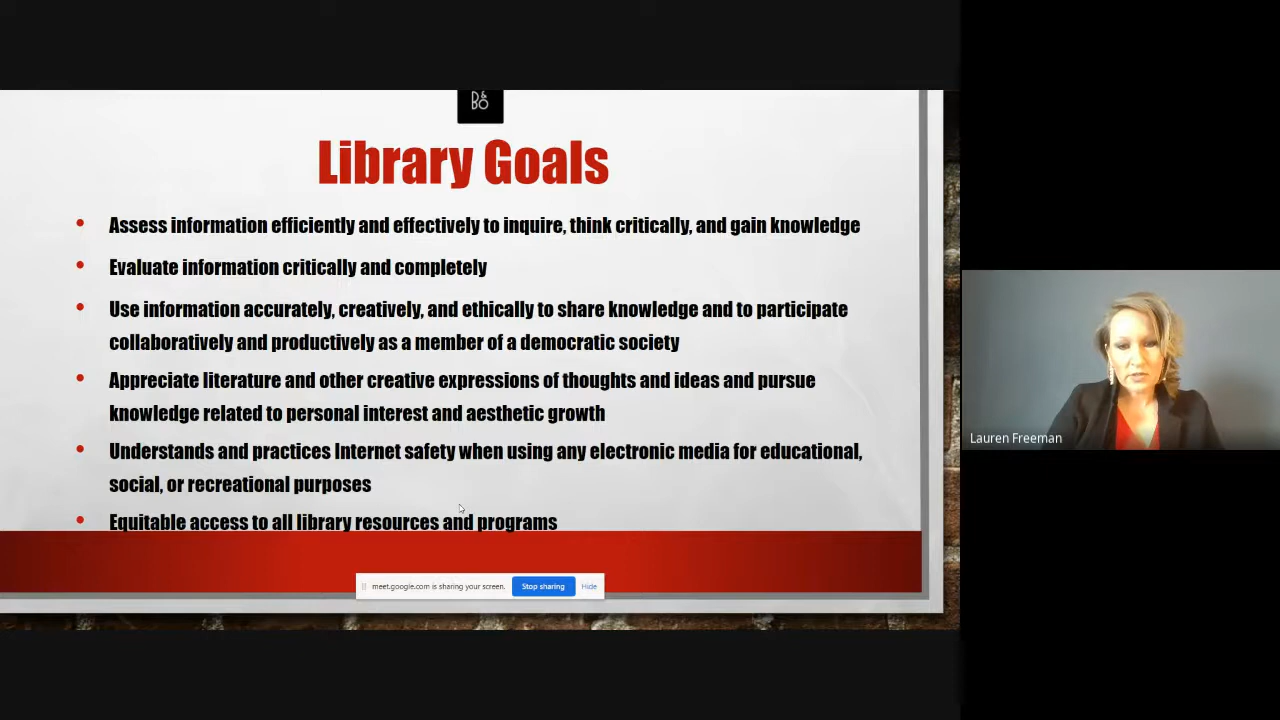 D&
BO
Library Goals
• Assess information efficiently and effectively to inquire, think critically, and gain knowledge
• Evaluate information critically and completely
• Use information accurately, creatively, and ethically to share knowledge and to participate
collaboratively and productively as a member of a democratic society
• Appreciate literature and other creative expressions of thoughts and ideas and pursue
knowledge related to personal interest and aesthetic growth
• Understands and practices Internet safety when using any electronic media for educational,
social, or recreational purposes
• Equitable access to all library resources and programs
meet.google.com is sharing your screen. Stop sharing Hide
Lauren Freeman